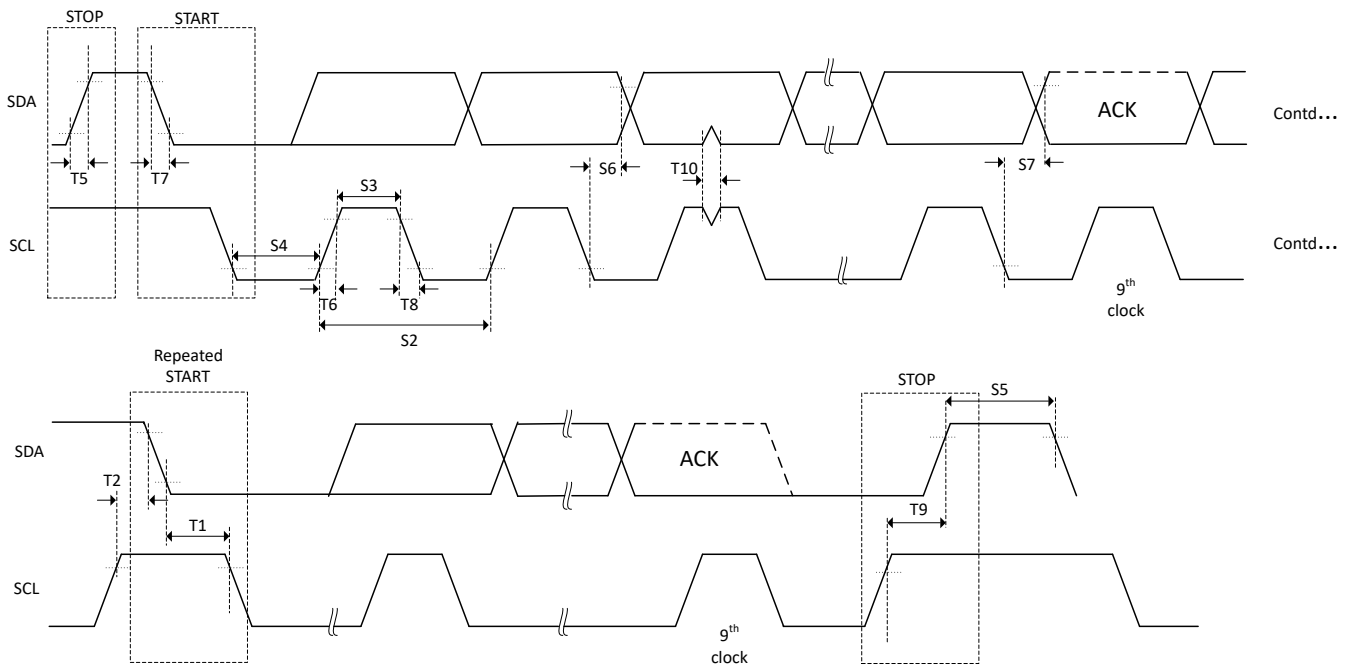 STOP
START
SDA
ACK
Contd...
T5
T7
S6
T10
S7
S3
SCL
S4
Contd...
T6
T8
9th
clock
S2
Repeated
START
STOP
S5
SDA
ACK
T2
T9
T1
SCL
9th
clock